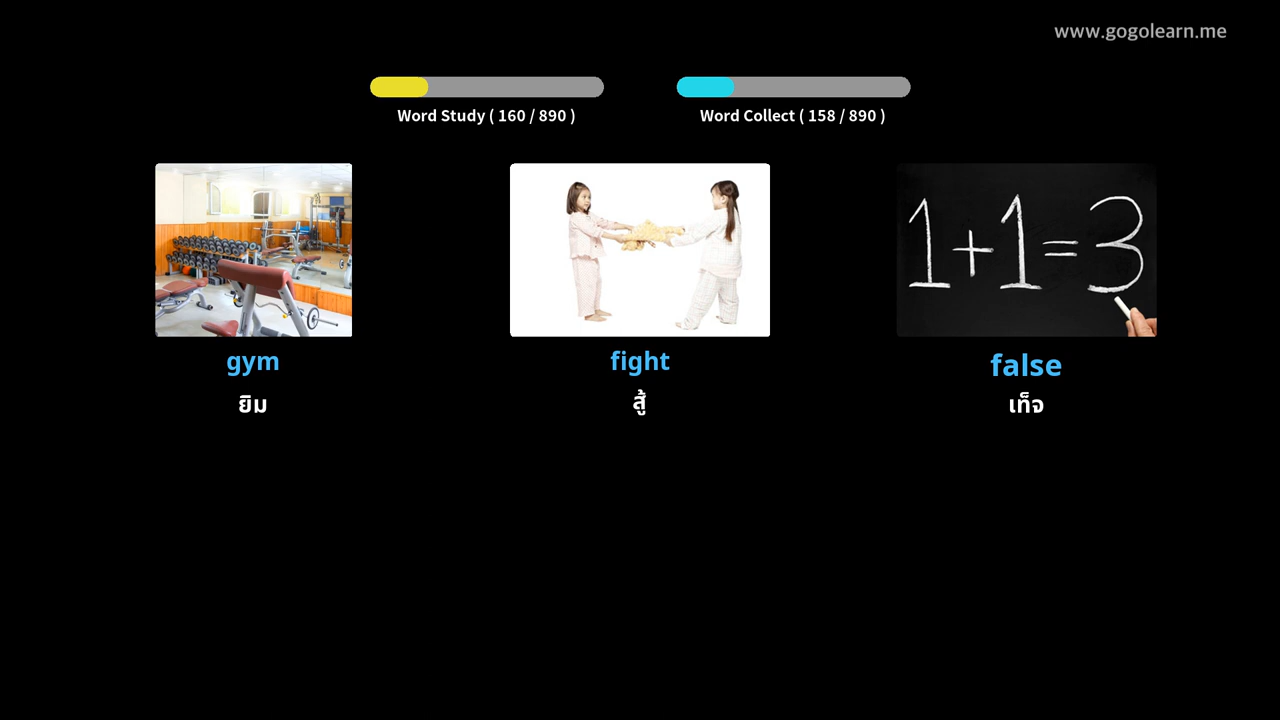 www.gogolearn.me
Word Study ( 160 / 890 )
Word Collect ( 158 / 890 )
1+1=3
gym
fight
false
ยิม
สู้
เท็จ